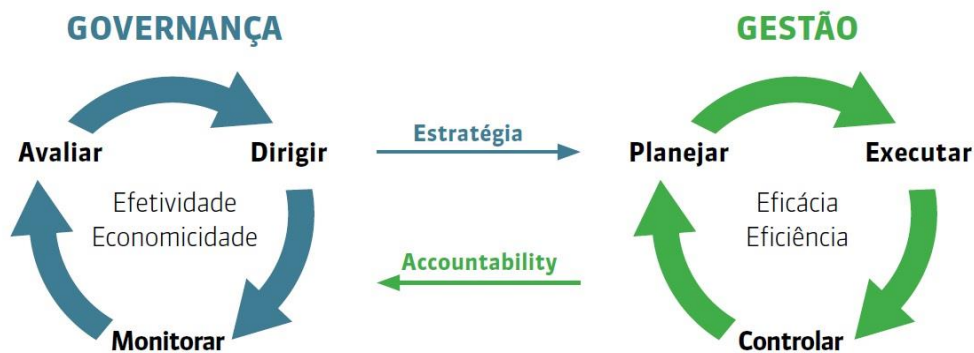 GOVERNANÇA
GESTÃO
Avaliar
Dirigir
Estratégia
Planejar
Executar
Efetividade
Economicidade
Eficácia
Eficiência
Accountability
Monitorar
Controlar